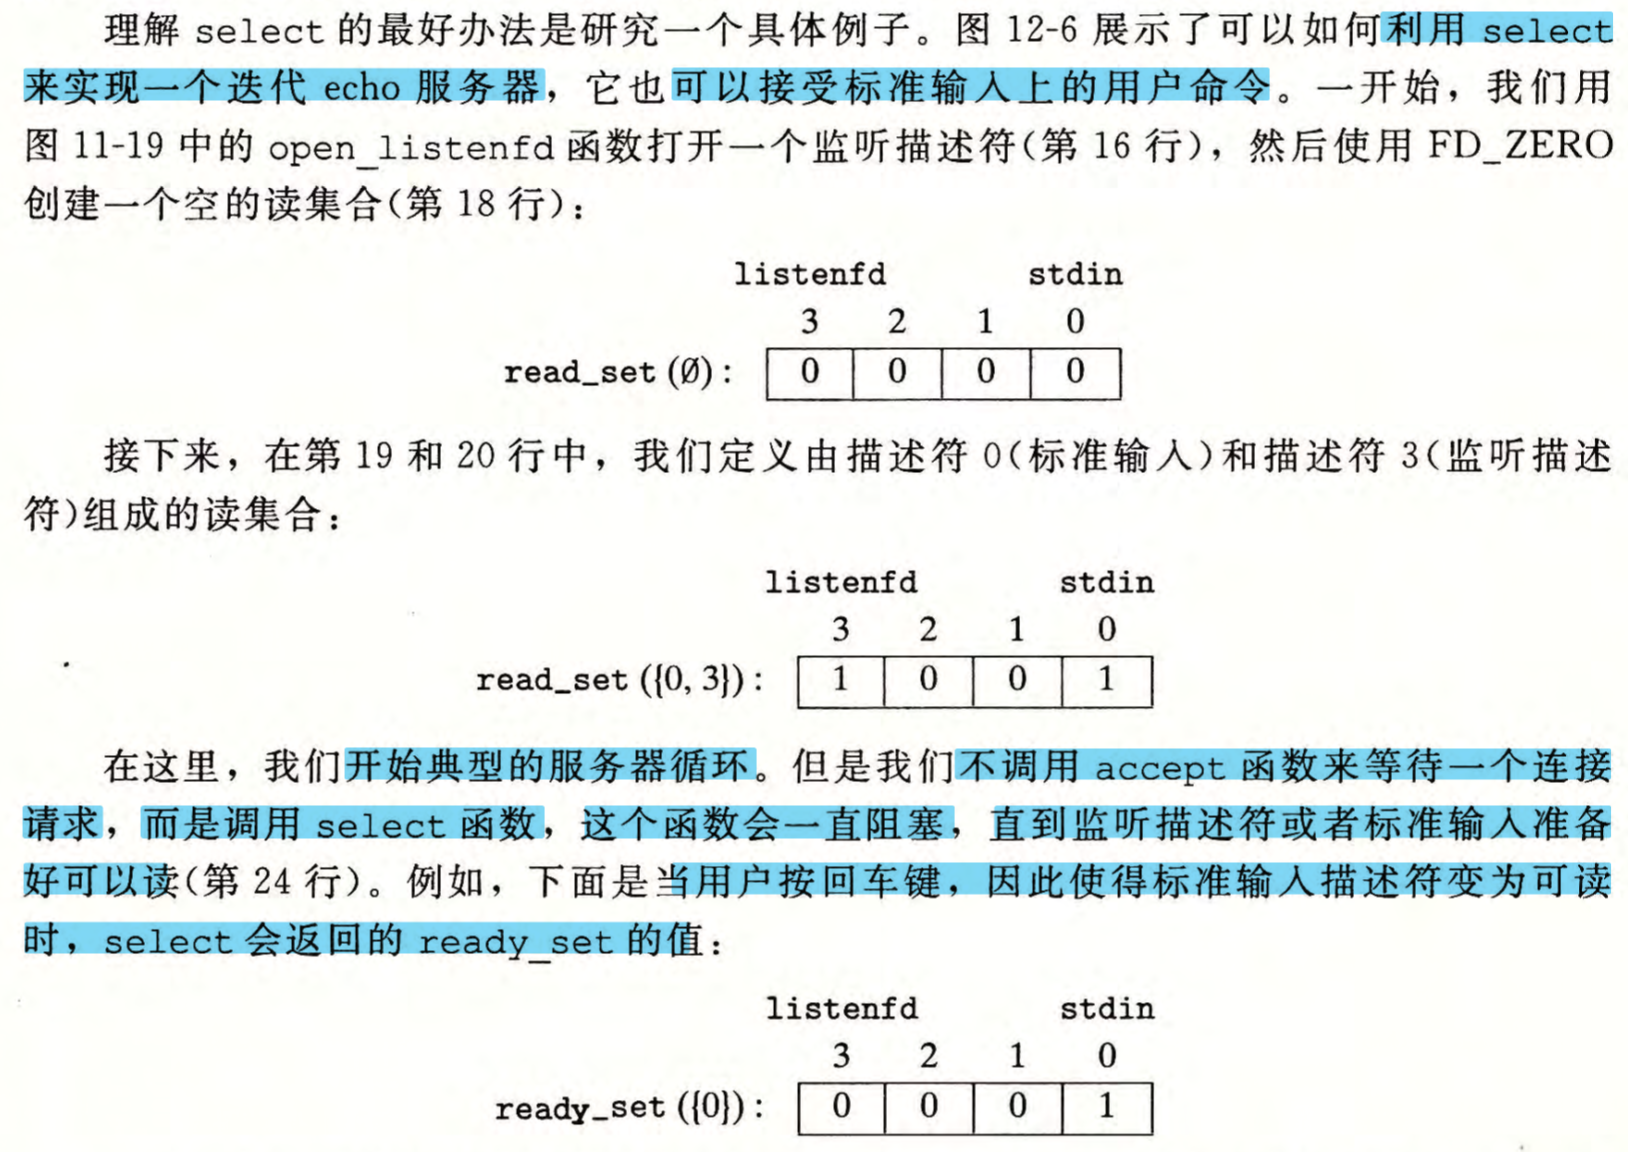 理解 select 的最好办法是研究一个具体例子。图 12-6 展示了可以如何利用 select
来实现一个迭代 echo 服务器，它也可以接受标准输入上的用户命令。一开始，我们用
图 11-19 中的 open_listenfd 函数打开一个监听描述符(第 16 行)，然后使用 FD_ZERO
创建一个空的读集合(第 18 行)：
listenfd stdin
3 2 1 0
read_set (Ø) : 0 0 0 0
接下来，在第 19 和 20 行中，我们定义由描述符 0(标准输入)和描述符 3(监听描述
符)组成的读集合：
listenfd stdin
3 2 1 0
read_set ({0, 3}) : 1 0 0 1
在这里，我们开始典型的服务器循环。但是我们不调用 accept 函数来等待一个连接
请求，而是调用 select 函数，这个函数会一直阻塞，直到监听描述符或者标准输入准备
好可以读(第 24 行)。例如，下面是当用户按回车键，因此使得标准输入描述符变为可读
时，select 会返回的 ready_set 的值：
listenfd stdin
3 2 1 0
ready_set ({0}) : 0 0 0 1